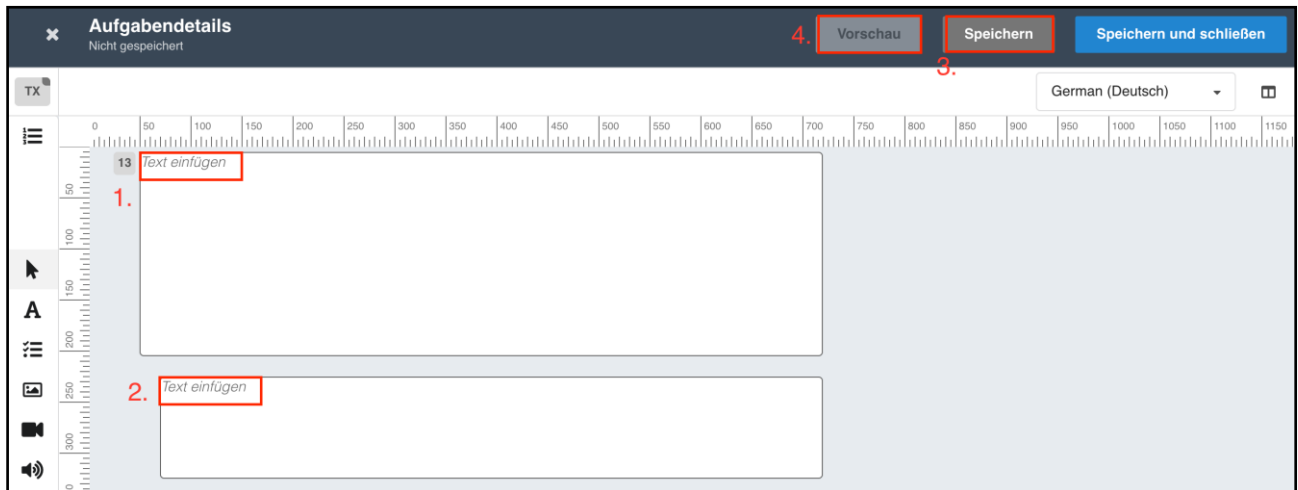 Aufgabendetails
Nicht gespeichert
4. Vorschau
3. Speichern
Speichern und schließen
TX
German (Deutsch)
0 50 100 150 200 250 300 350 400 450 500 550 600 650 700 750 800 850 900 950 1000 1050 1100 1150
13 Text einfügen
1.
50
100
150
200
2. Text einfügen
250
300